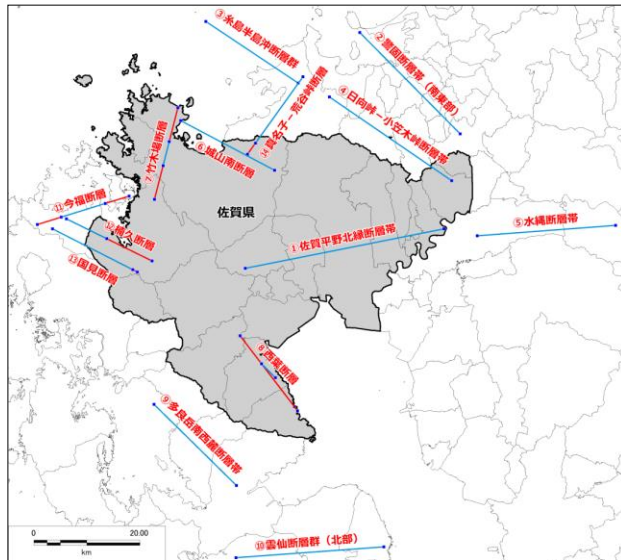 ③糸島半島沖断層群
②警固断層帯（南東部）
④日向峠－小笠木峠断層帯
⑭真名子－荒谷峠断層
⑥城山南断層
⑦竹木場断層
⑪今福断層
佐賀県
⑫楠久断層
⑤水縄断層帯
①佐賀平野北縁断層帯
⑬国見断層
⑧西葉断層
⑨多良岳南西麓断層帯
⑩雲仙断層群（北部）
0 20.00
km